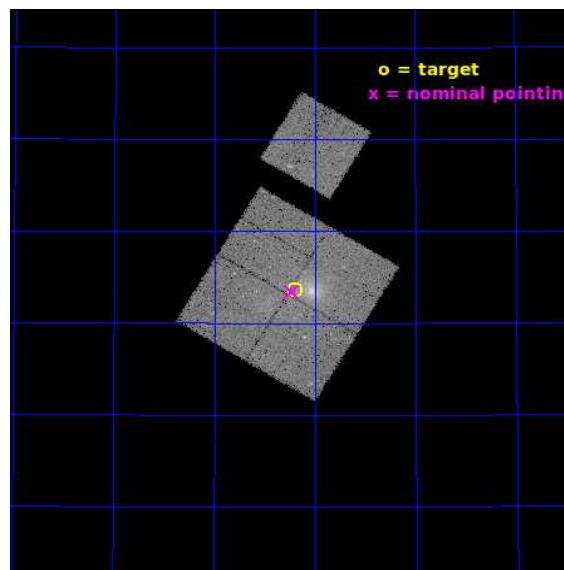 o = target
x = nominal pointin